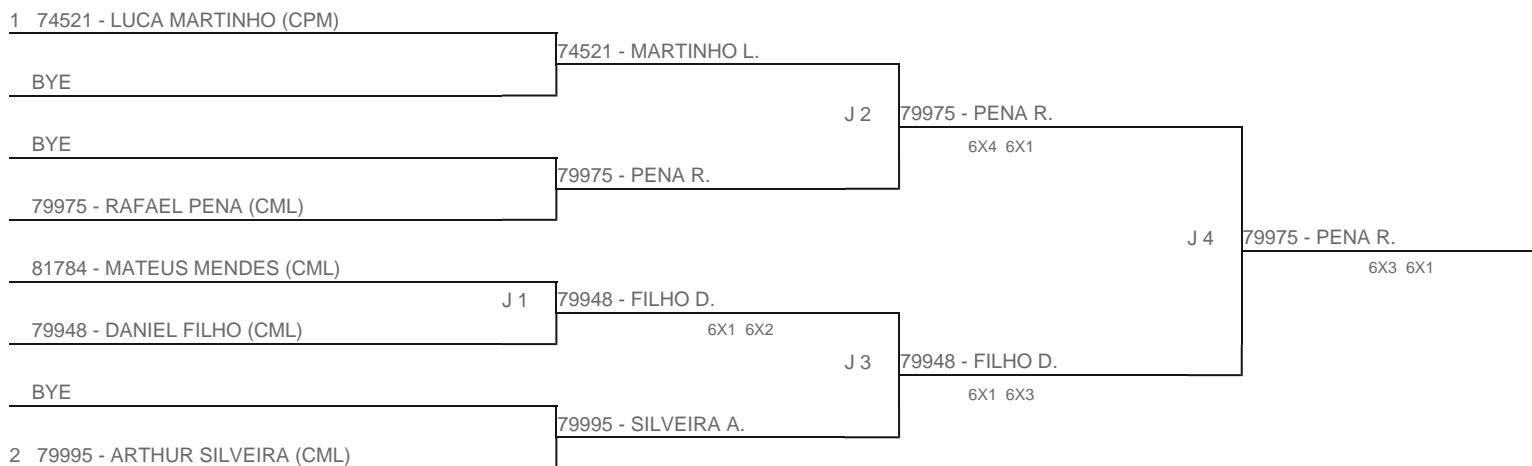 1 74521 - LUCA MARTINHO (CPM)
74521 - MARTINHO L.
BYE
J 2
79975 - PENA R.
6X4 6X1
BYE
79975 - PENA R.
79975 - RAFAEL PENA (CML)
J 4
79975 - PENA R.
6X3 6X1
81784 - MATEUS MENDES (CML)
J 1
79948 - FILHO D.
6X1 6X2
79948 - DANIEL FILHO (CML)
J 3
79948 - FILHO D.
6X1 6X3
BYE
79995 - SILVEIRA A.
2 79995 - ARTHUR SILVEIRA (CML)